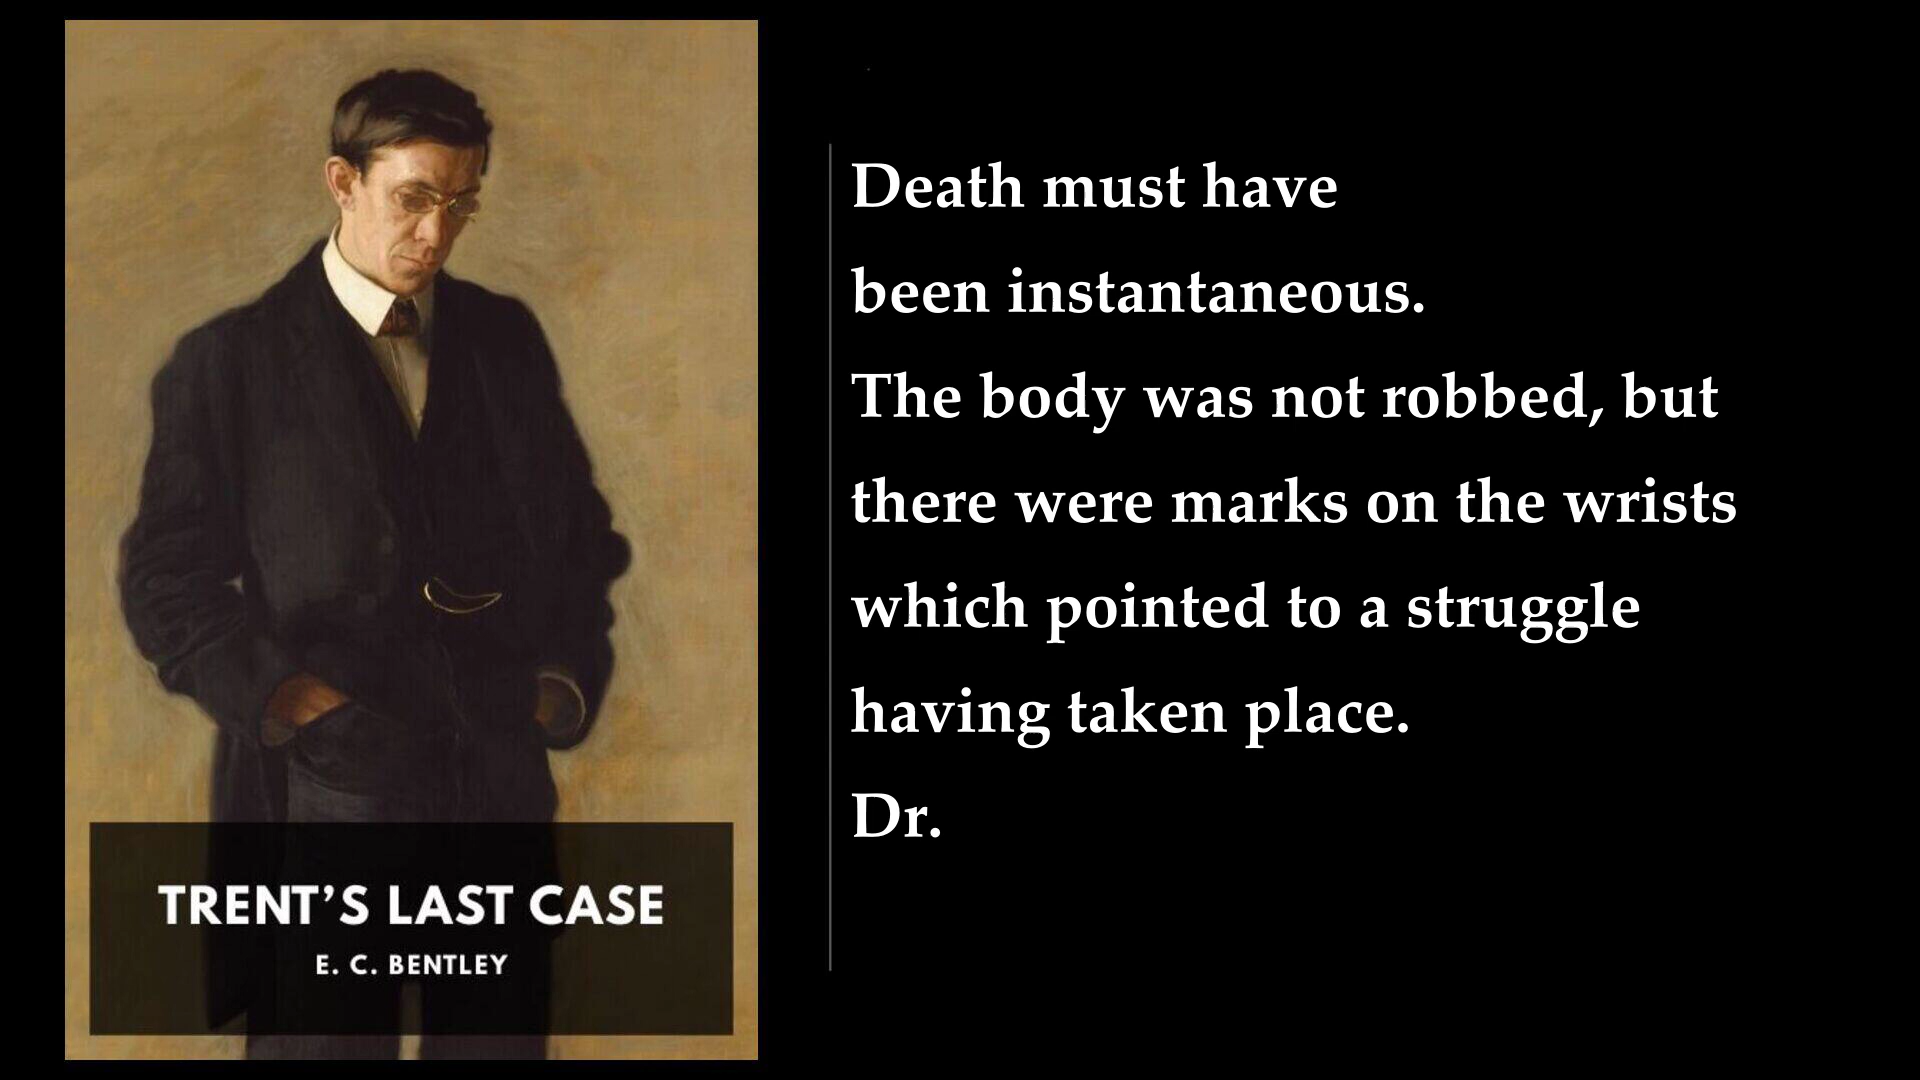 TRENT’S LAST CASE
E. C. BENTLEY
Death must have
been instantaneous.
The body was not robbed, but
there were marks on the wrists
which pointed to a struggle
having taken place.
Dr.